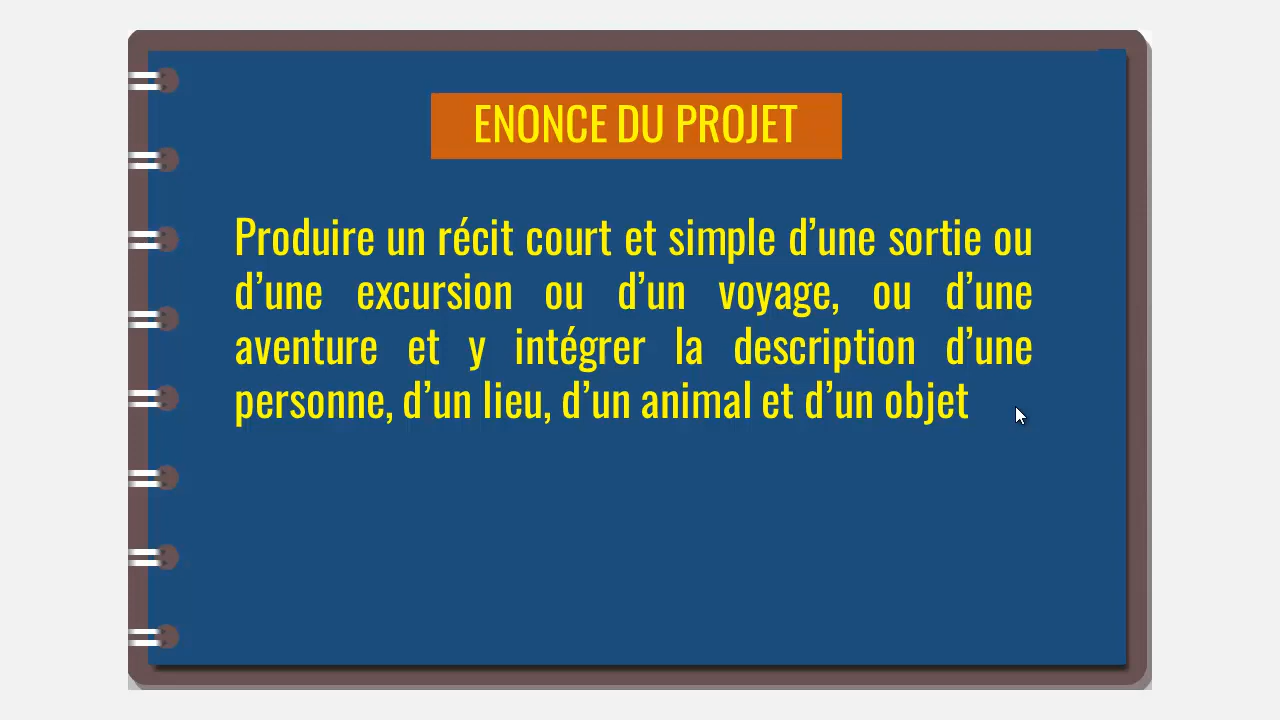 ENONCE DU PROJET
Produire un récit court et simple d’une sortie ou
d’une excursion ou d’un voyage, ou d’une
aventure et y intégrer la description d’une
personne, d’un lieu, d’un animal et d’un objet